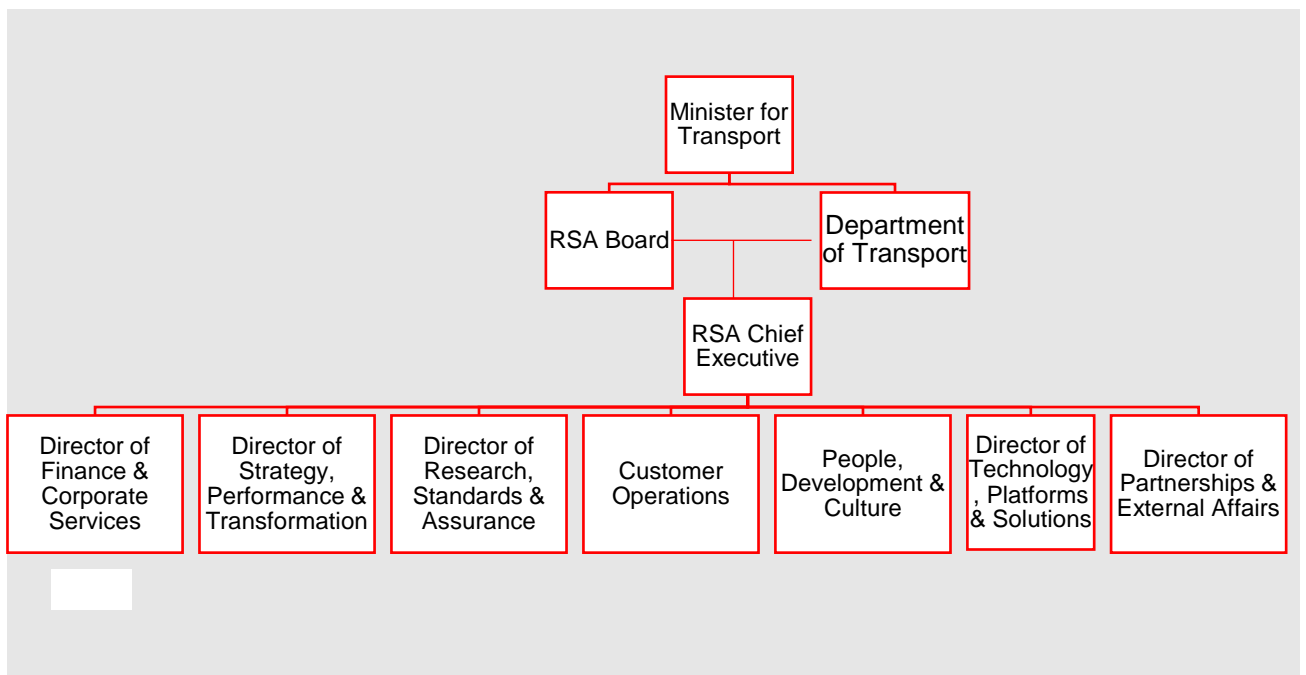 Minister for
Transport
RSA Board
Department
of Transport
RSA Chief
Executive
Director of
Finance &
Corporate
Services
Director of
Strategy,
Performance &
Transformation
Director of
Research,
Standards &
Assurance
Customer
Operations
People,
Development &
Culture
Director of
Technology
, Platforms
& Solutions
Director of
Partnerships &
External Affairs